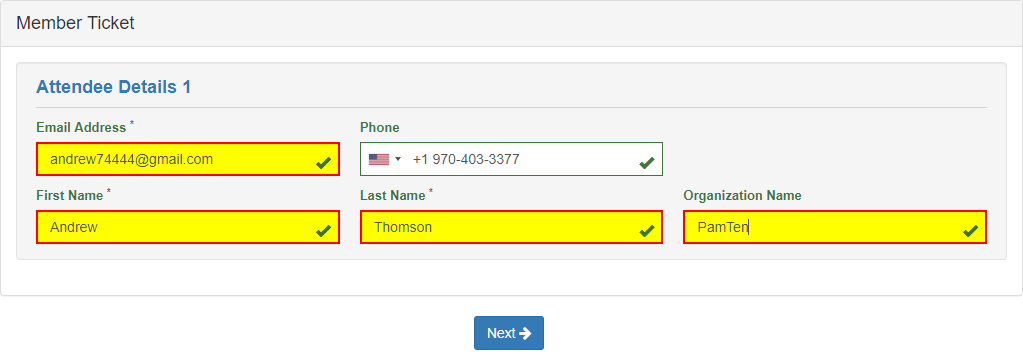 Member Ticket
Attendee Details 1
Email Address * Phone
andrew74444@gmail.com +1 970-403-3377
First Name * Last Name * Organization Name
Andrew Thomson PamTen
Next